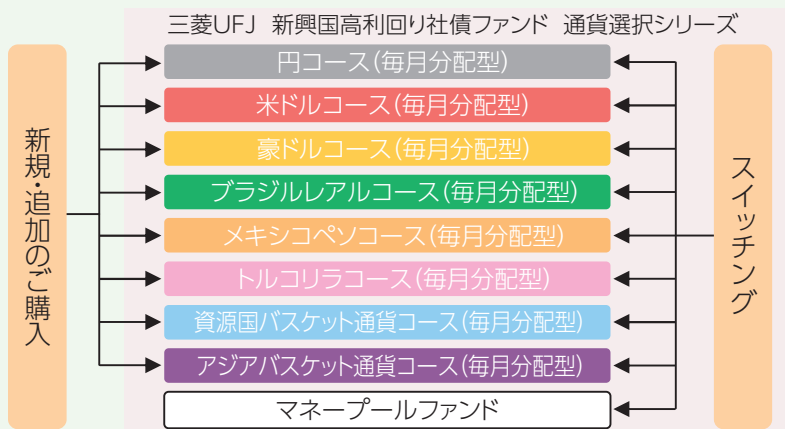 三菱UFJ 新興国高利回り社債ファンド 通貨選択シリーズ
新規・追加のご購入
円コース(毎月分配型)
米ドルコース(毎月分配型)
豪ドルコース(毎月分配型)
ブラジルレアルコース(毎月分配型)
メキシコペソコース(毎月分配型)
トルコリラコース(毎月分配型)
資源国バスケット通貨コース(毎月分配型)
アジアバスケット通貨コース(毎月分配型)
マネープールファンド
スイッチング